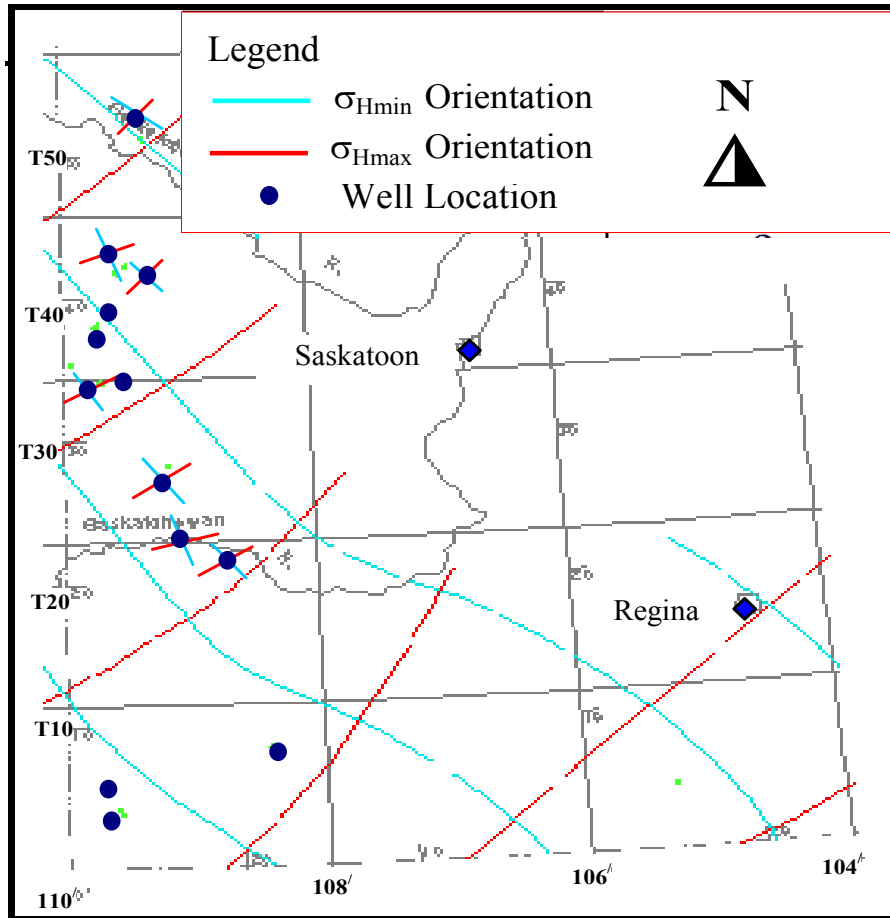 Legend
σHmin Orientation
σHmax Orientation
Well Location
N
T50
T40
Saskatoon
T30
Saskatchewan
T20
Regina
T10
110
108
106
104